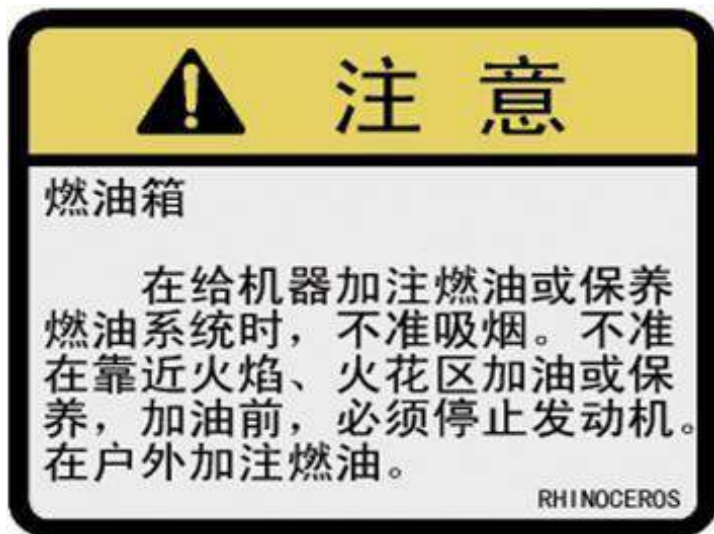 注 意
燃油箱
在给机器加注燃油或保养
燃油系统时，不准吸烟。不准
在靠近火焰、火花区加油或保
养，加油前，必须停止发动机。
在户外加注燃油。
RHINOCEROS